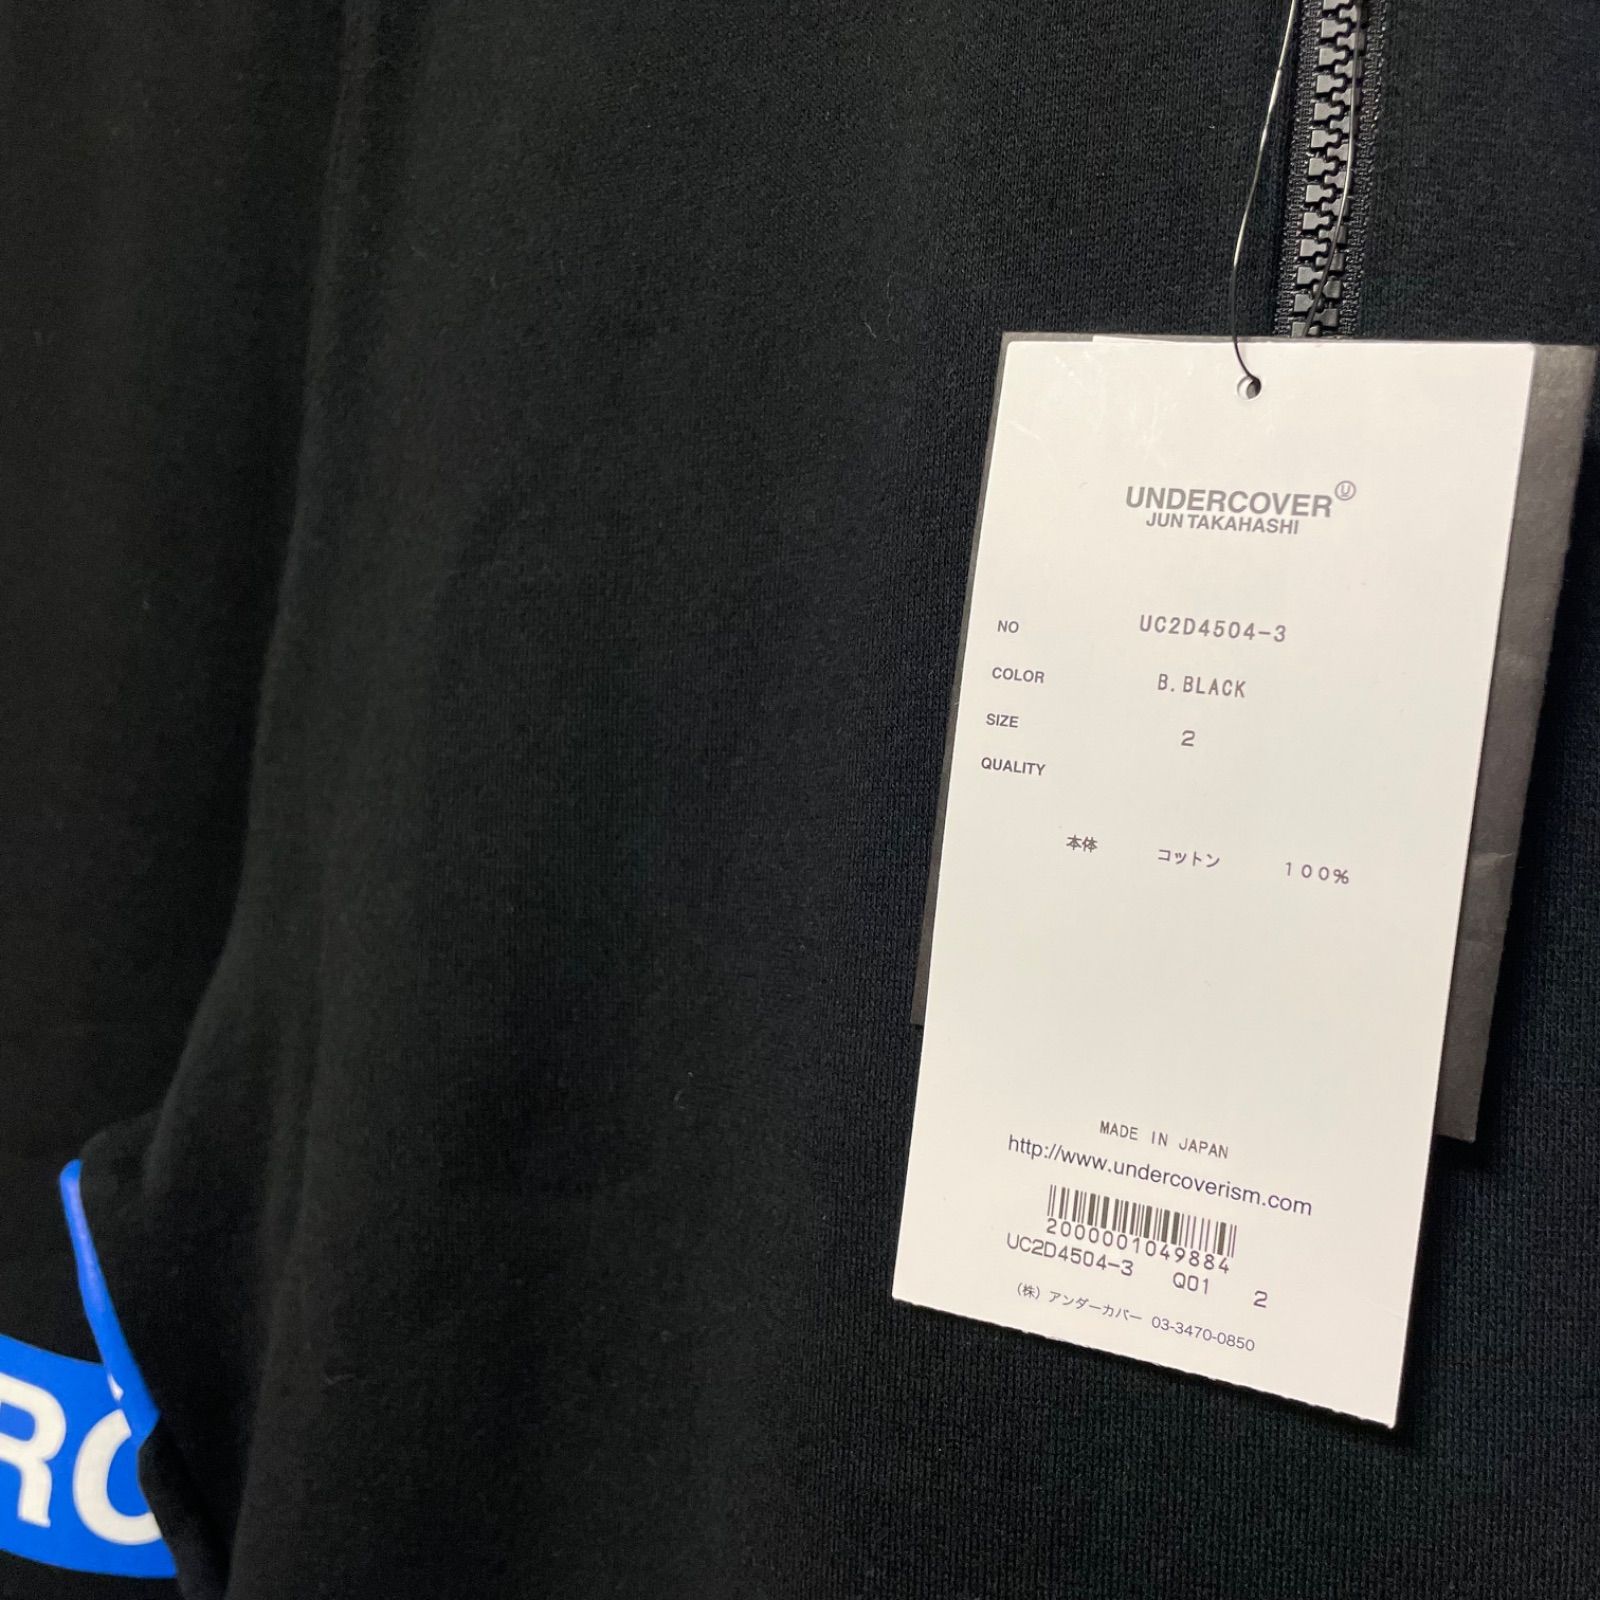 UNDERCOVER Ⓤ
JUN TAKAHASHI
NO UC2D4504-3
COLOR B.BLACK
SIZE 2
QUALITY
本体 コットン 100%
MADE IN JAPAN
http://www.undercoverism.com
2000001049884
UC2D4504-3 Q01 2
(株) アンダーカバー 03-3470-0850